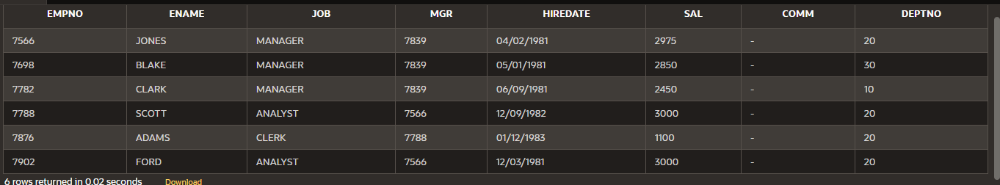 EMPNO ENAME JOB MGR HIREDATE SAL COMM DEPTNO
7566 JONES MANAGER 7839 04/02/1981 2975 - 20
7698 BLAKE MANAGER 7839 05/01/1981 2850 - 30
7782 CLARK MANAGER 7839 06/09/1981 2450 - 10
7788 SCOTT ANALYST 7566 12/09/1982 3000 - 20
7876 ADAMS CLERK 7788 01/12/1983 1100 - 20
7902 FORD ANALYST 7566 12/03/1981 3000 - 20
6 rows returned in 0.02 seconds Download